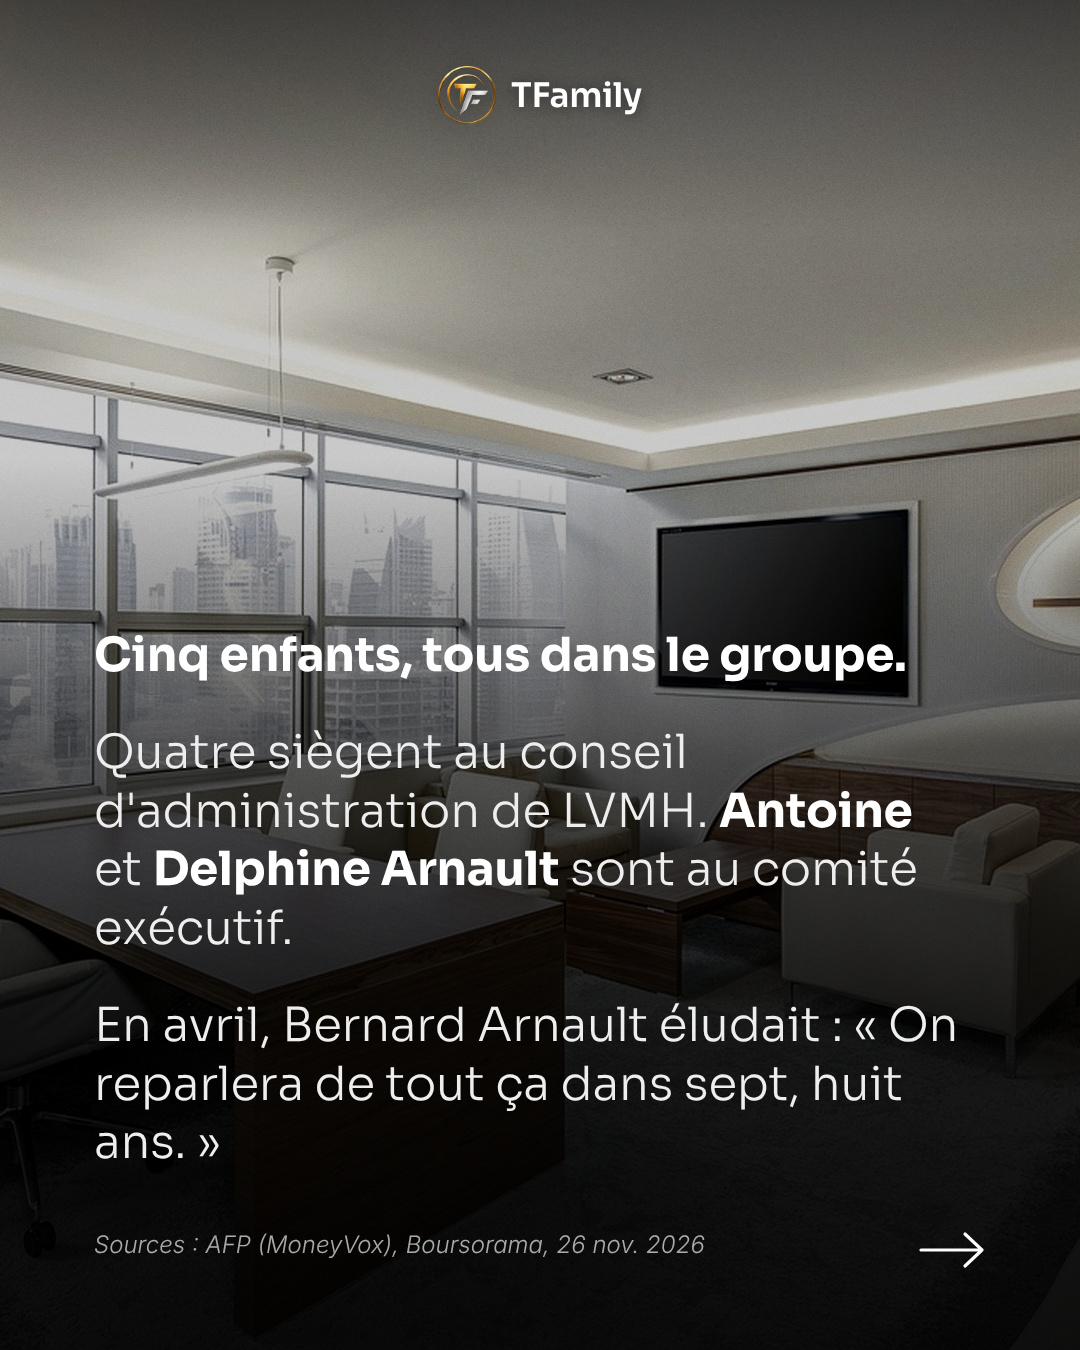 TFamily
Cinq enfants, tous dans le groupe.
Quatre siègent au conseil
d'administration de LVMH. Antoine
et Delphine Arnault sont au comité
exécutif.
En avril, Bernard Arnault éludait : « On
reparlera de tout ça dans sept, huit
ans. »
Sources : AFP (MoneyVox), Boursorama, 26 nov. 2026